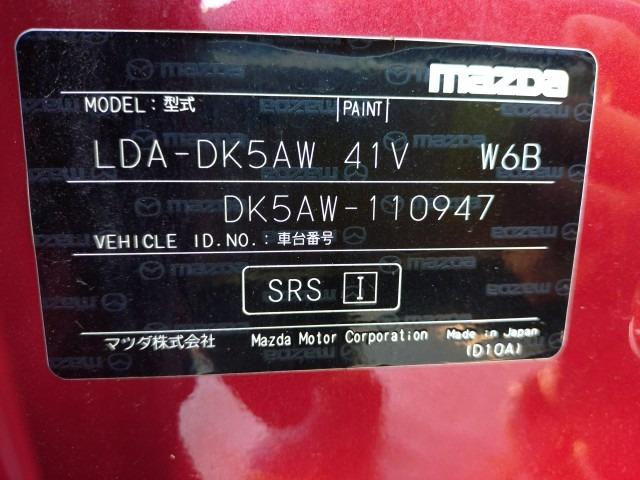 mazda
MODEL: 型式 PAINT
LDA-DK5AW 41V W6B
DK5AW-110947
VEHICLE ID.NO.: 車台番号
SRS I
マツダ株式会社 Mazda Motor Corporation Made in Japan
(D10A)